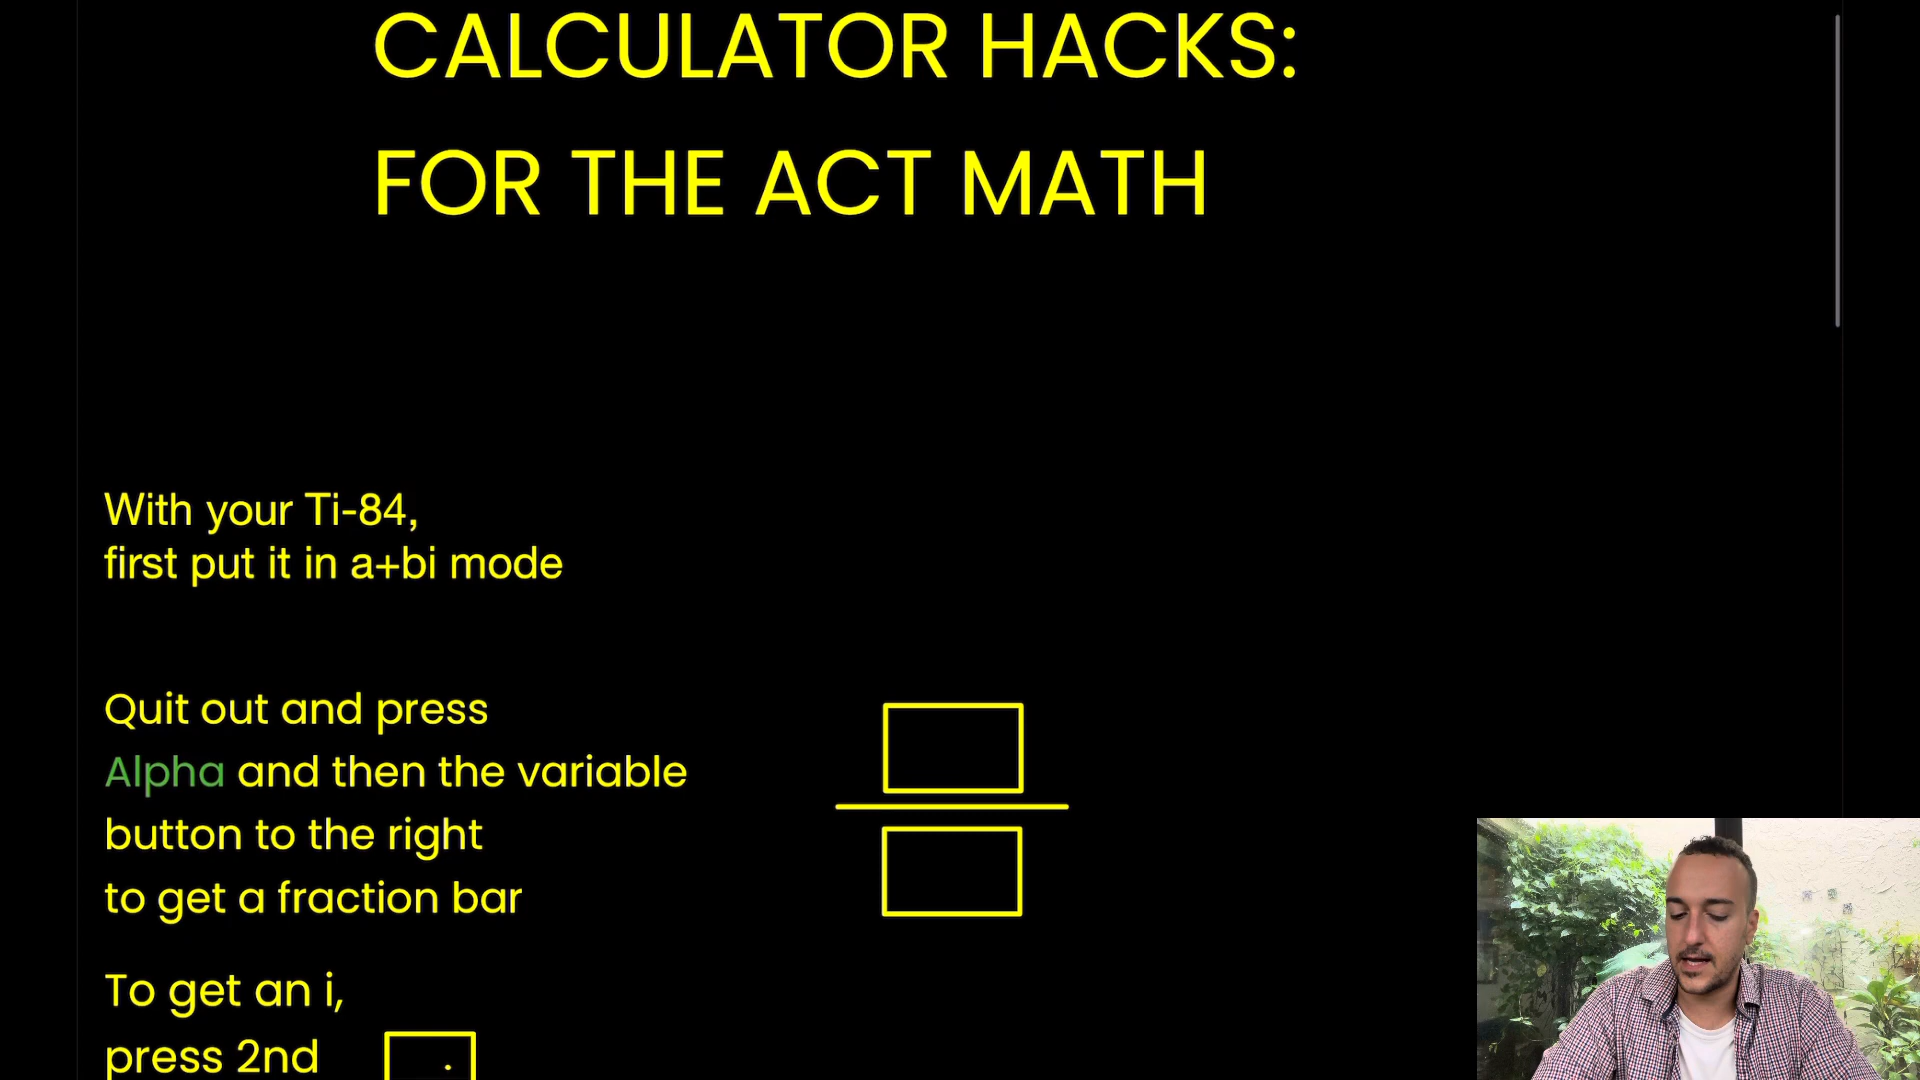 CALCULATOR HACKS:
FOR THE ACT MATH
With your Ti-84,
first put it in a+bi mode
Quit out and press
Alpha and then the variable
button to the right
to get a fraction bar
To get an i,
press 2nd